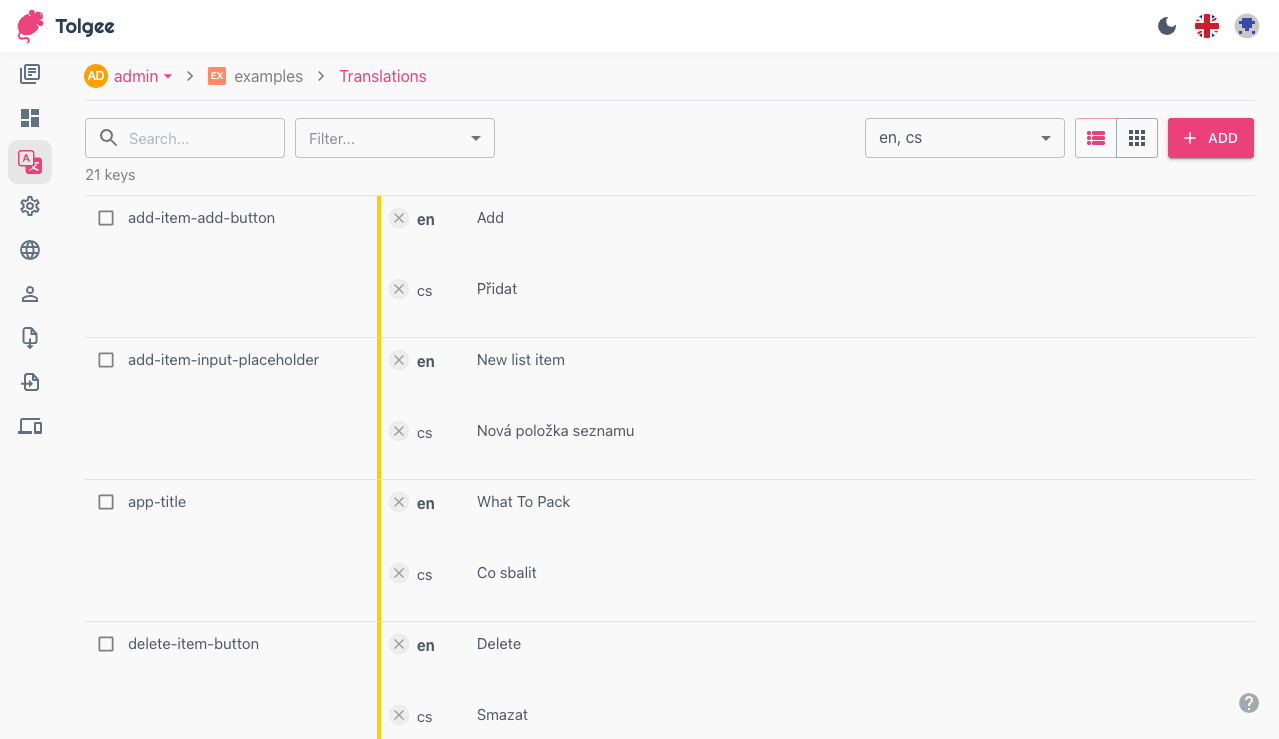 Tolgee
AD admin EX examples Translations
Search... Filter... en, cs ADD
21 keys
add-item-add-button en Add
cs Přidat
add-item-input-placeholder en New list item
cs Nová položka seznamu
app-title en What To Pack
cs Co sbalit
delete-item-button en Delete
cs Smazat